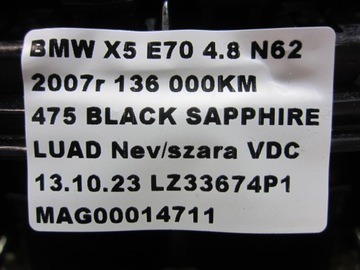 BMW X5 E70 4.8 N62
2007r 136 000KM
475 BLACK SAPPHIRE
LUAD Nev/szara VDC
13.10.23 LZ33674P1
MAG00014711